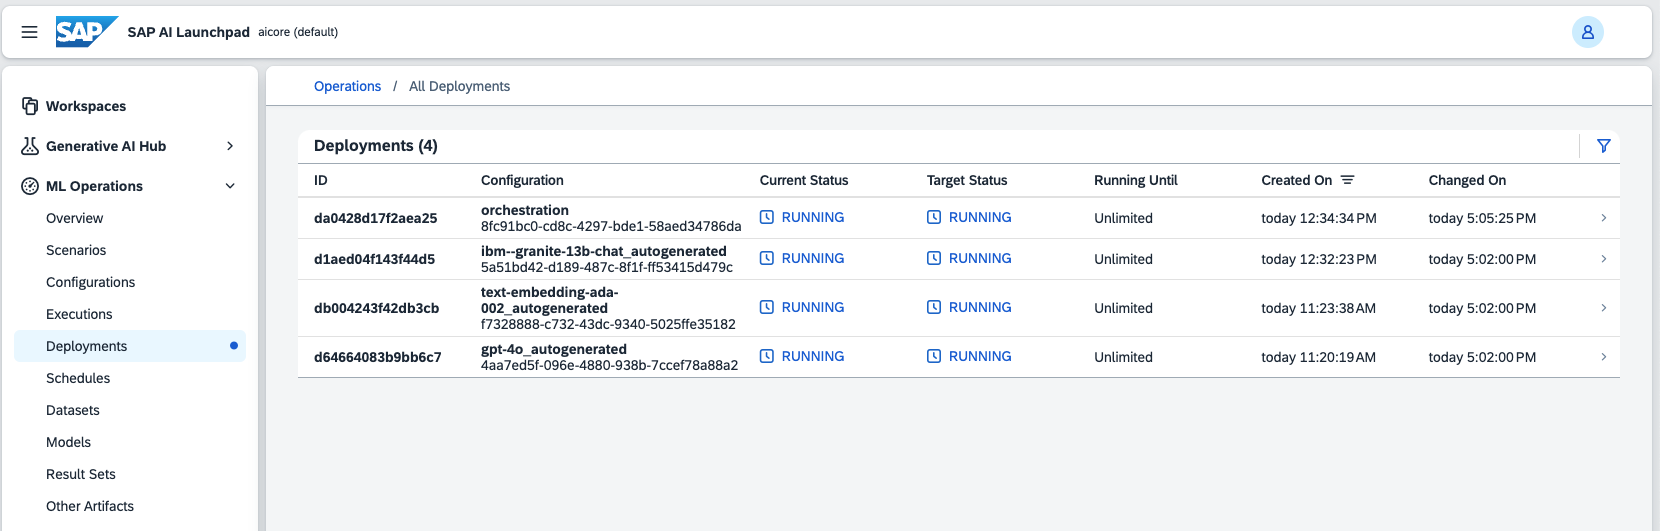 SAP SAP AI Launchpad aicore (default)
Workspaces
Generative AI Hub
ML Operations
Overview
Scenarios
Configurations
Executions
Deployments
Schedules
Datasets
Models
Result Sets
Other Artifacts
Operations / All Deployments
Deployments (4)
ID Configuration Current Status Target Status Running Until Created On Changed On
da0428d17f2aea25 orchestration RUNNING RUNNING Unlimited today 12:34:34 PM today 5:05:25 PM
8fc91bc0-cd8c-4297-bde1-58aed34786da
d1aed04f143f44d5 ibm--granite-13b-chat_autogenerated RUNNING RUNNING Unlimited today 12:32:23 PM today 5:02:00 PM
5a51bd42-d189-487c-8f1f-ff53415d479c
db004243f42db3cb text-embedding-ada- RUNNING RUNNING Unlimited today 11:23:38 AM today 5:02:00 PM
002_autogenerated
f7328888-c732-43dc-9340-5025ffe35182
d64664083b9bb6c7 gpt-4o_autogenerated RUNNING RUNNING Unlimited today 11:20:19 AM today 5:02:00 PM
4aa7ed5f-096e-4880-938b-7ccef78a88a2